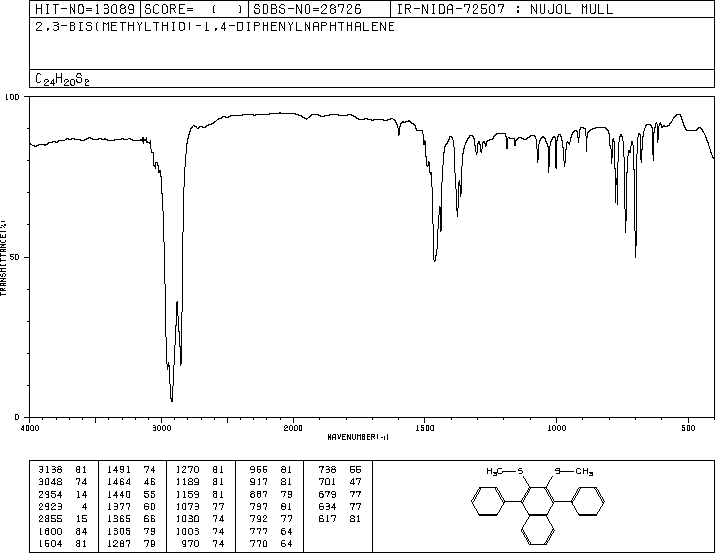 HIT-NO=13089 SCORE= ( ) SDBS-NO=28726 IR-NIDA-72507 : NUJOL MULL
2,3-BIS(METHYLTHIO)-1,4-DIPHENYLNAPHTHALENE
C24H20S2
100
50
0
TRANSMITTANCE(%)
4000 3000 2000 1500 1000 500
WAVENUMBER(-1)
3138 81 1491 74 1270 81 966 81 738 55
3048 74 1464 46 1189 81 917 81 701 47
2954 14 1440 55 1159 81 887 79 679 77
2923 4 1377 60 1073 77 797 81 634 77
2855 15 1365 66 1030 74 792 77 617 81
1800 84 1305 79 1003 74 777 64
1504 81 1287 79 970 74 770 64
H3C S S CH3